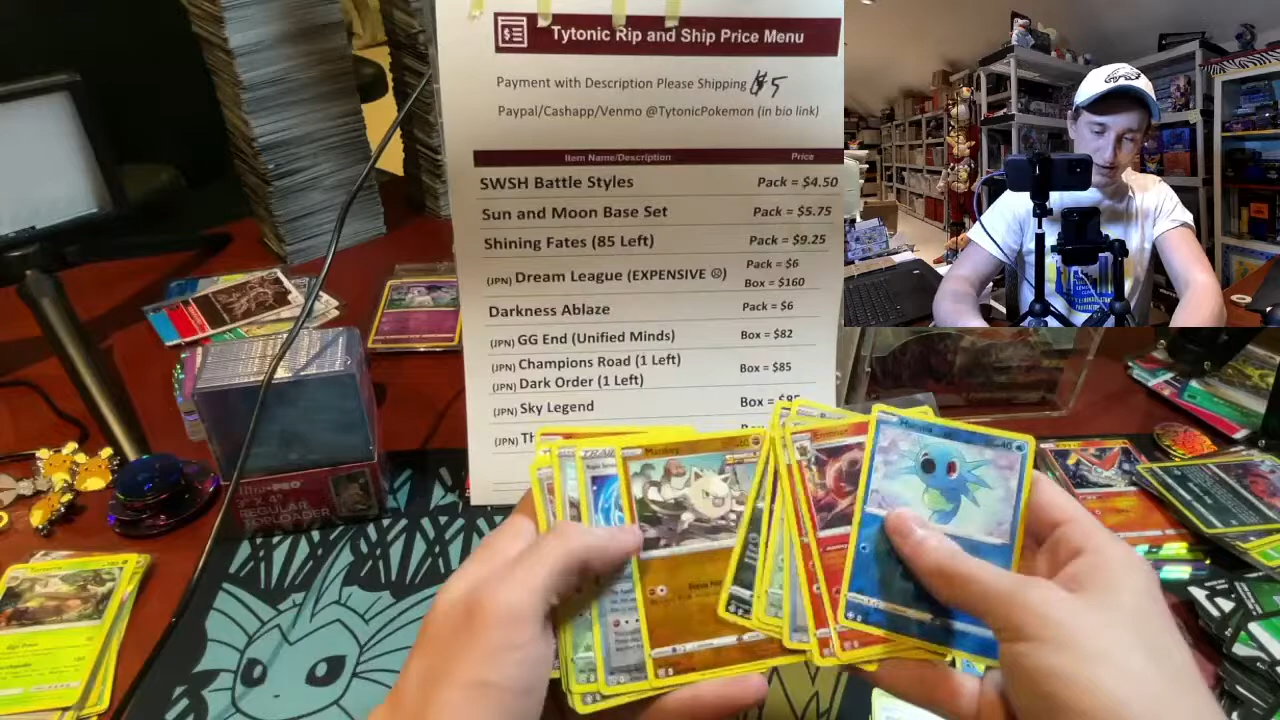 Tytonic Rip and Ship Price Menu
Payment with Description Please Shipping $5
Paypal/Cashapp/Venmo @TytonicPokemon (in bio link)
Item Name/Description Price
SWSH Battle Styles Pack = $4.50
Sun and Moon Base Set Pack = $5.75
Shining Fates (85 Left) Pack = $9.25
(JPN) Dream League (EXPENSIVE ☹) Pack = $6
Box = $160
Darkness Ablaze Pack = $6
(JPN) GG End (Unified Minds) Box = $82
(JPN) Champions Road (1 Left) Box = $85
(JPN) Dark Order (1 Left)
(JPN) Sky Legend Box =
(JPN)
Mankey
Horsea
Ultra PRO
REGULAR
TOPLOADER